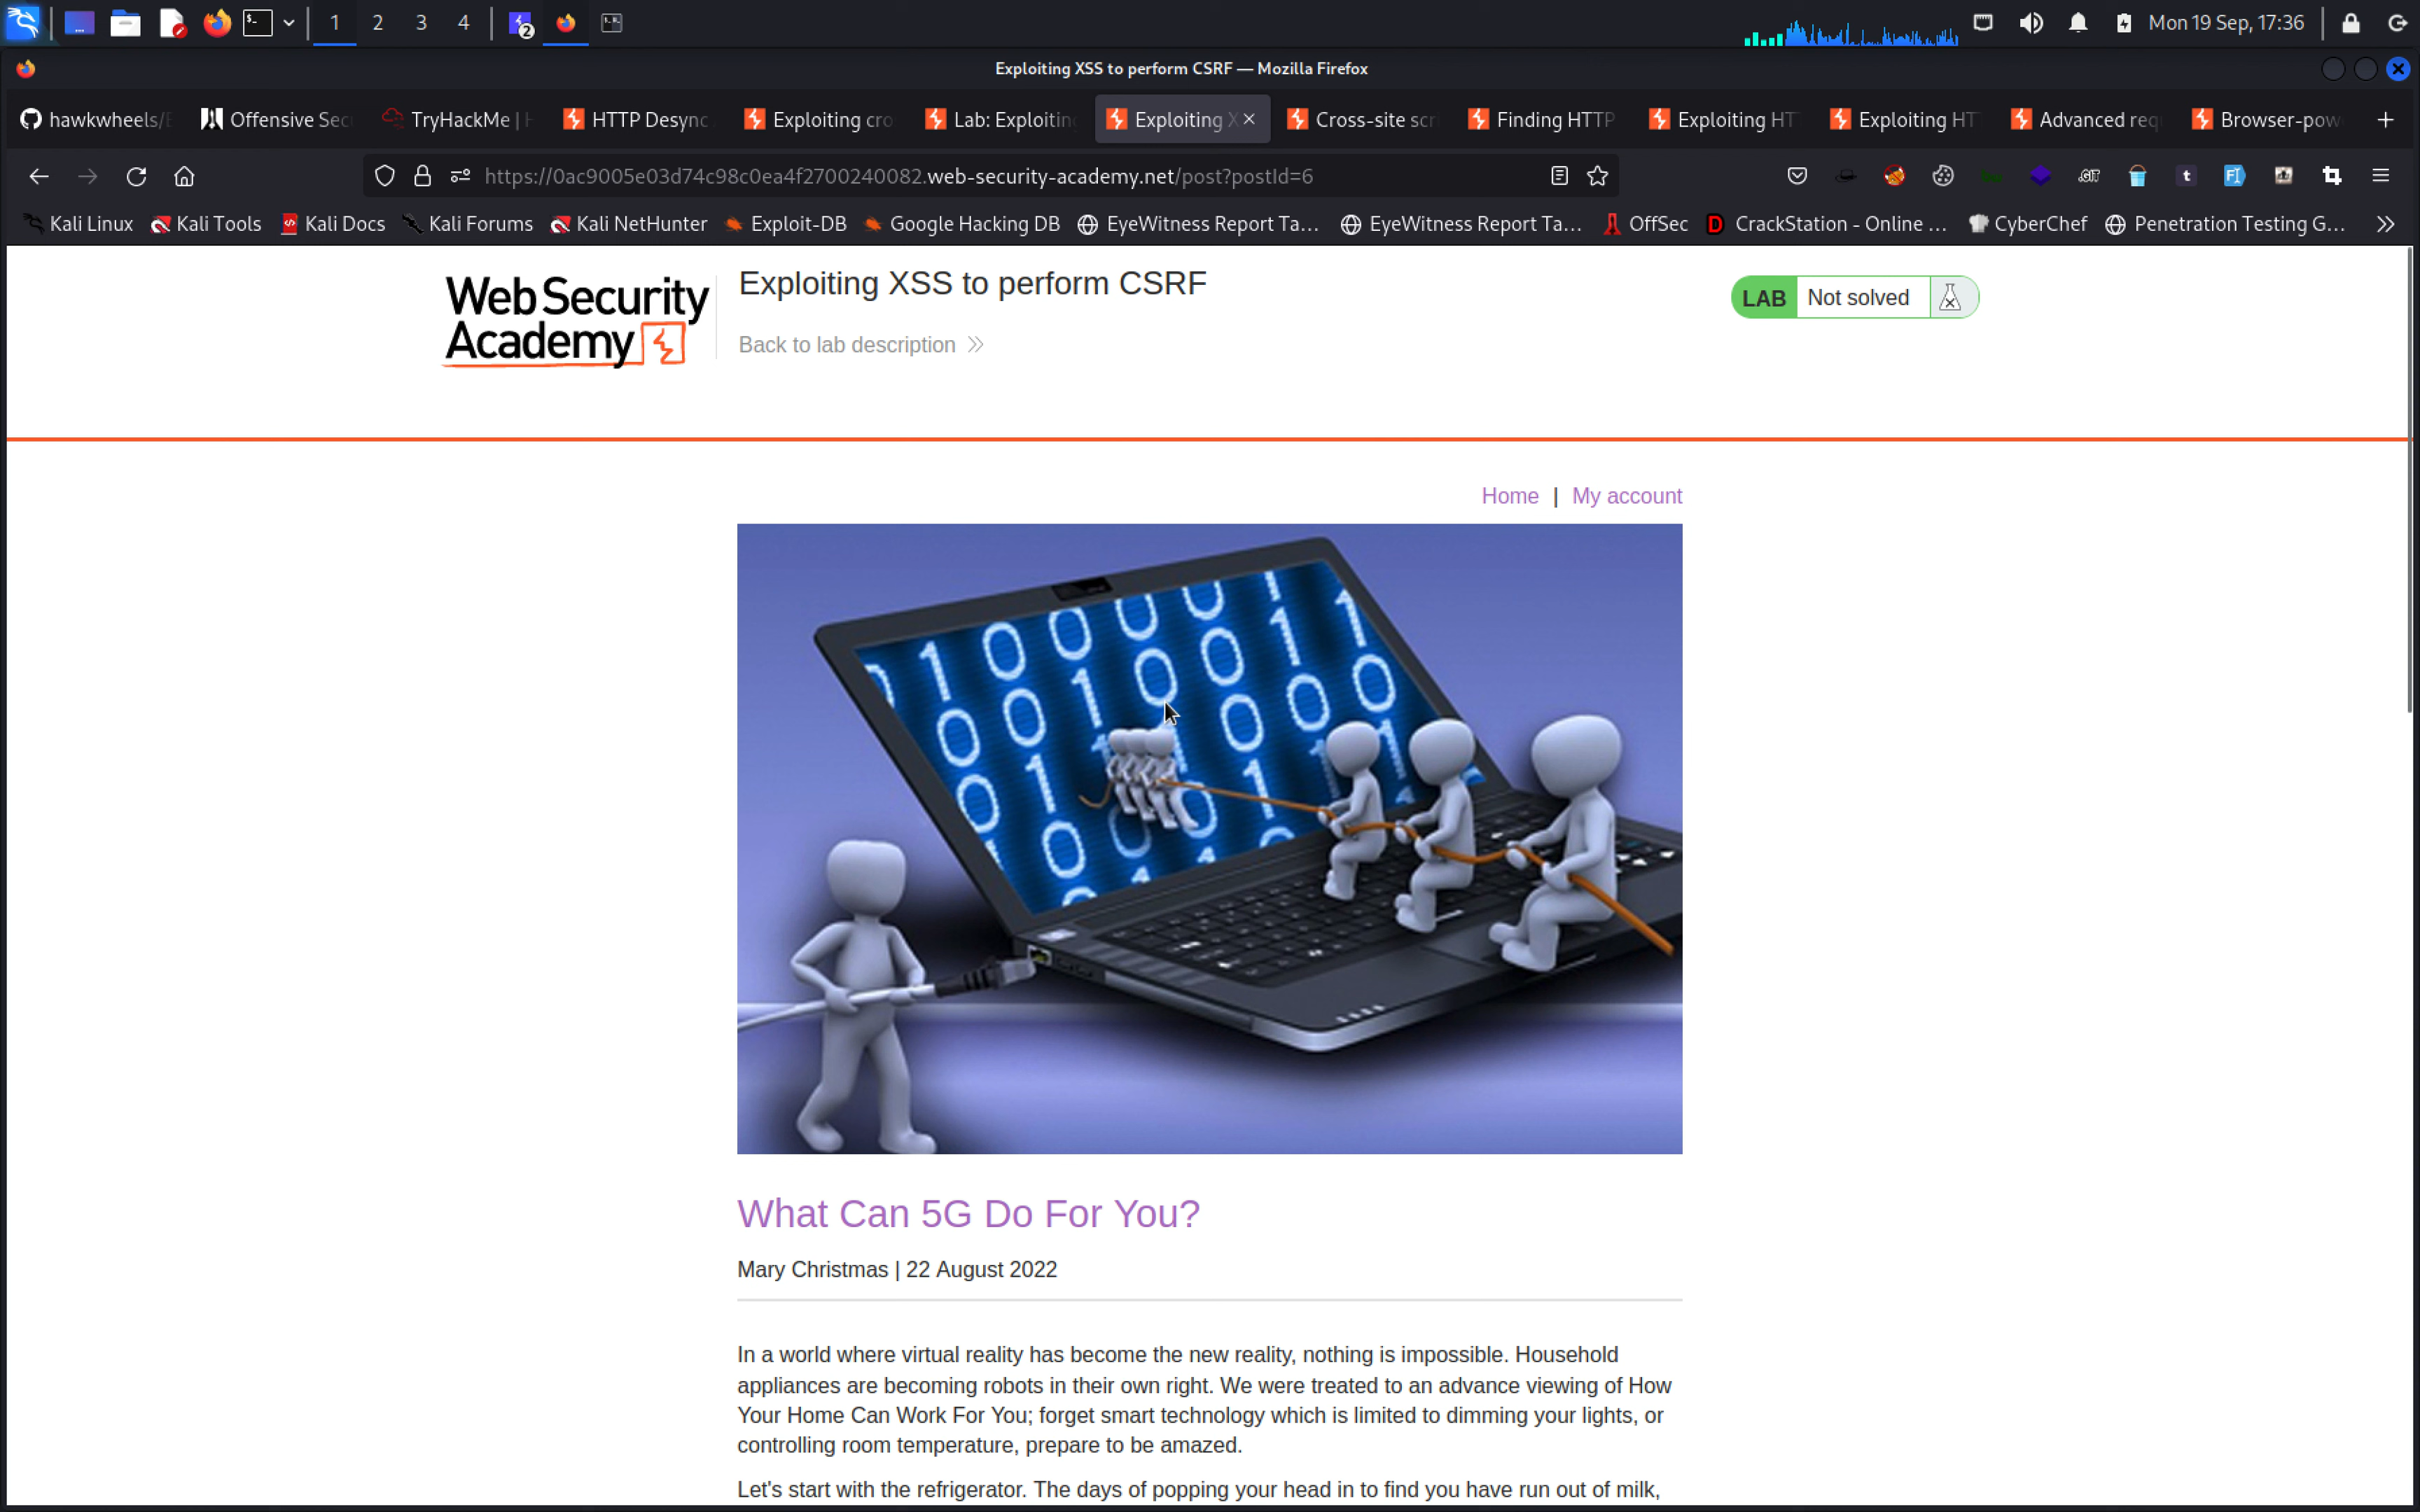 1 2 3 4 2 Mon 19 Sep, 17:36
Exploiting XSS to perform CSRF — Mozilla Firefox
hawkwheels/ Offensive Sec TryHackMe | HTTP Desync Exploiting cro Lab: Exploiting Exploiting X Cross-site scr Finding HTTP Exploiting HT Exploiting HT Advanced req Browser-pow
https://0ac9005e03d74c98c0ea4f2700240082.web-security-academy.net/post?postId=6
Kali Linux Kali Tools Kali Docs Kali Forums Kali NetHunter Exploit-DB Google Hacking DB EyeWitness Report Ta... EyeWitness Report Ta... OffSec CrackStation - Online ... CyberChef Penetration Testing G...
Web Security
Academy
Exploiting XSS to perform CSRF
Back to lab description
LAB Not solved
Home | My account
What Can 5G Do For You?
Mary Christmas | 22 August 2022
In a world where virtual reality has become the new reality, nothing is impossible. Household
appliances are becoming robots in their own right. We were treated to an advance viewing of How
Your Home Can Work For You; forget smart technology which is limited to dimming your lights, or
controlling room temperature, prepare to be amazed.
Let's start with the refrigerator. The days of popping your head in to find you have run out of milk,